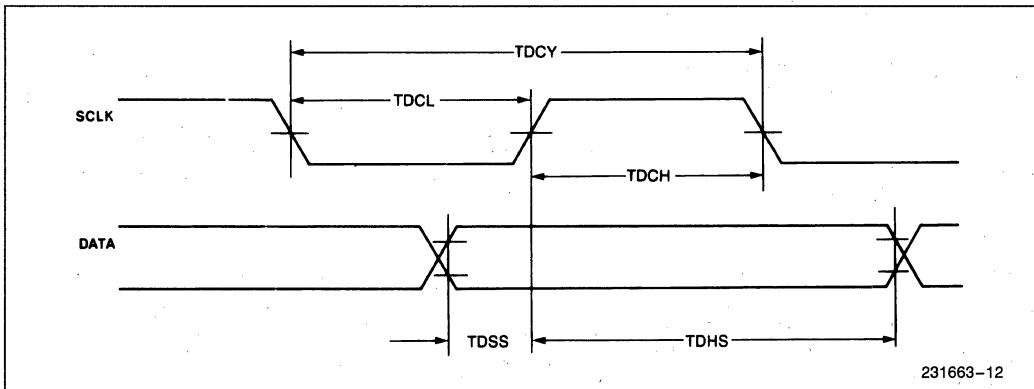 TDCY
TDCL
SCLK
TDCH
DATA
TDSS
TDHS
231663-12